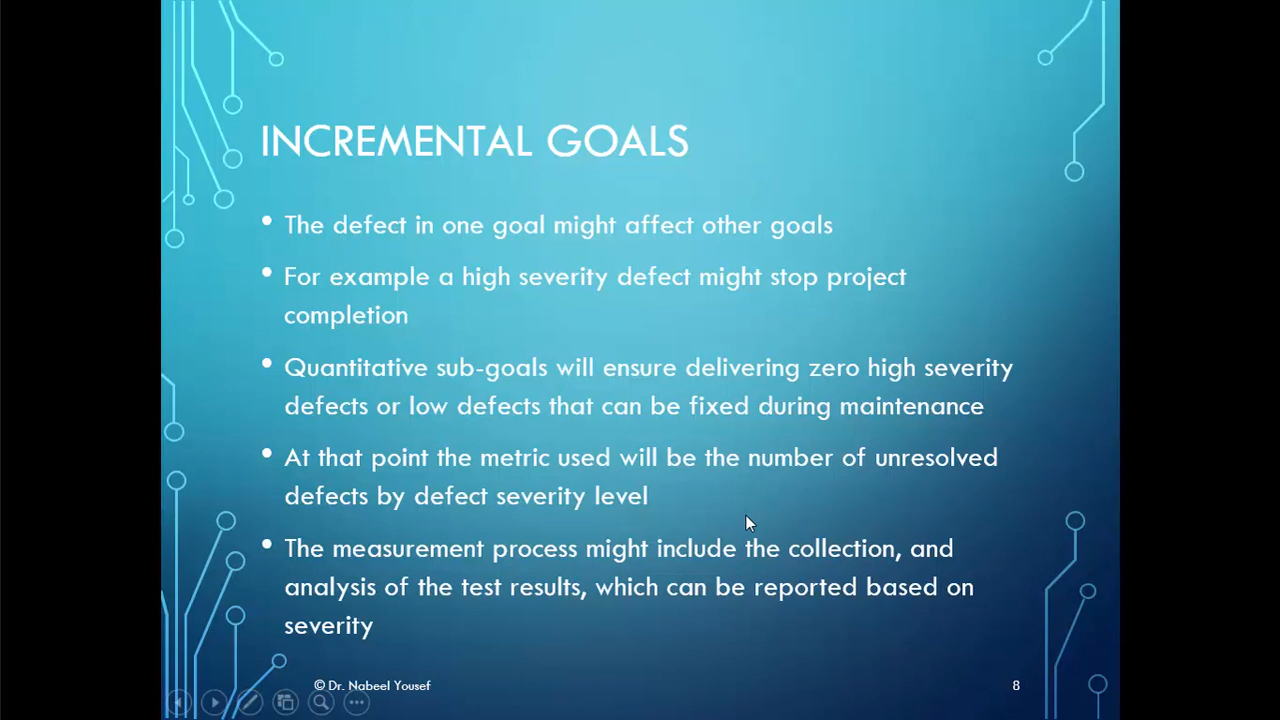 INCREMENTAL GOALS
• The defect in one goal might affect other goals
• For example a high severity defect might stop project
completion
• Quantitative sub-goals will ensure delivering zero high severity
defects or low defects that can be fixed during maintenance
• At that point the metric used will be the number of unresolved
defects by defect severity level
• The measurement process might include the collection, and
analysis of the test results, which can be reported based on
severity
© Dr. Nabeel Yousef
8